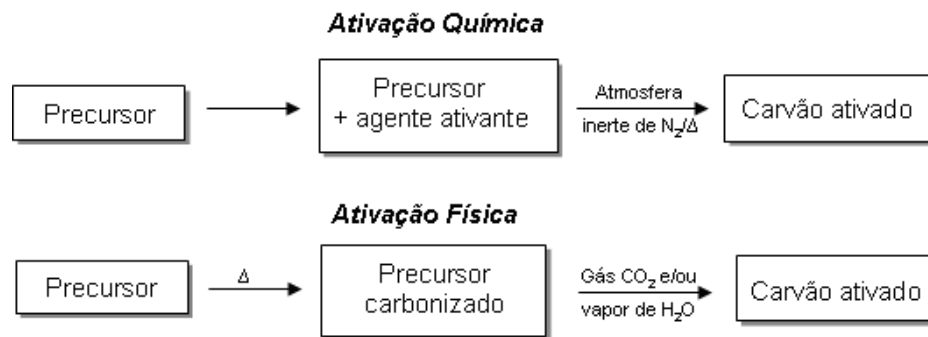 Ativação Química
Precursor
Precursor
+ agente ativante
Atmosfera
inerte de N₂/Δ
Carvão ativado
Ativação Física
Precursor
Δ
Precursor
carbonizado
Gás CO₂ e/ou
vapor de H₂O
Carvão ativado